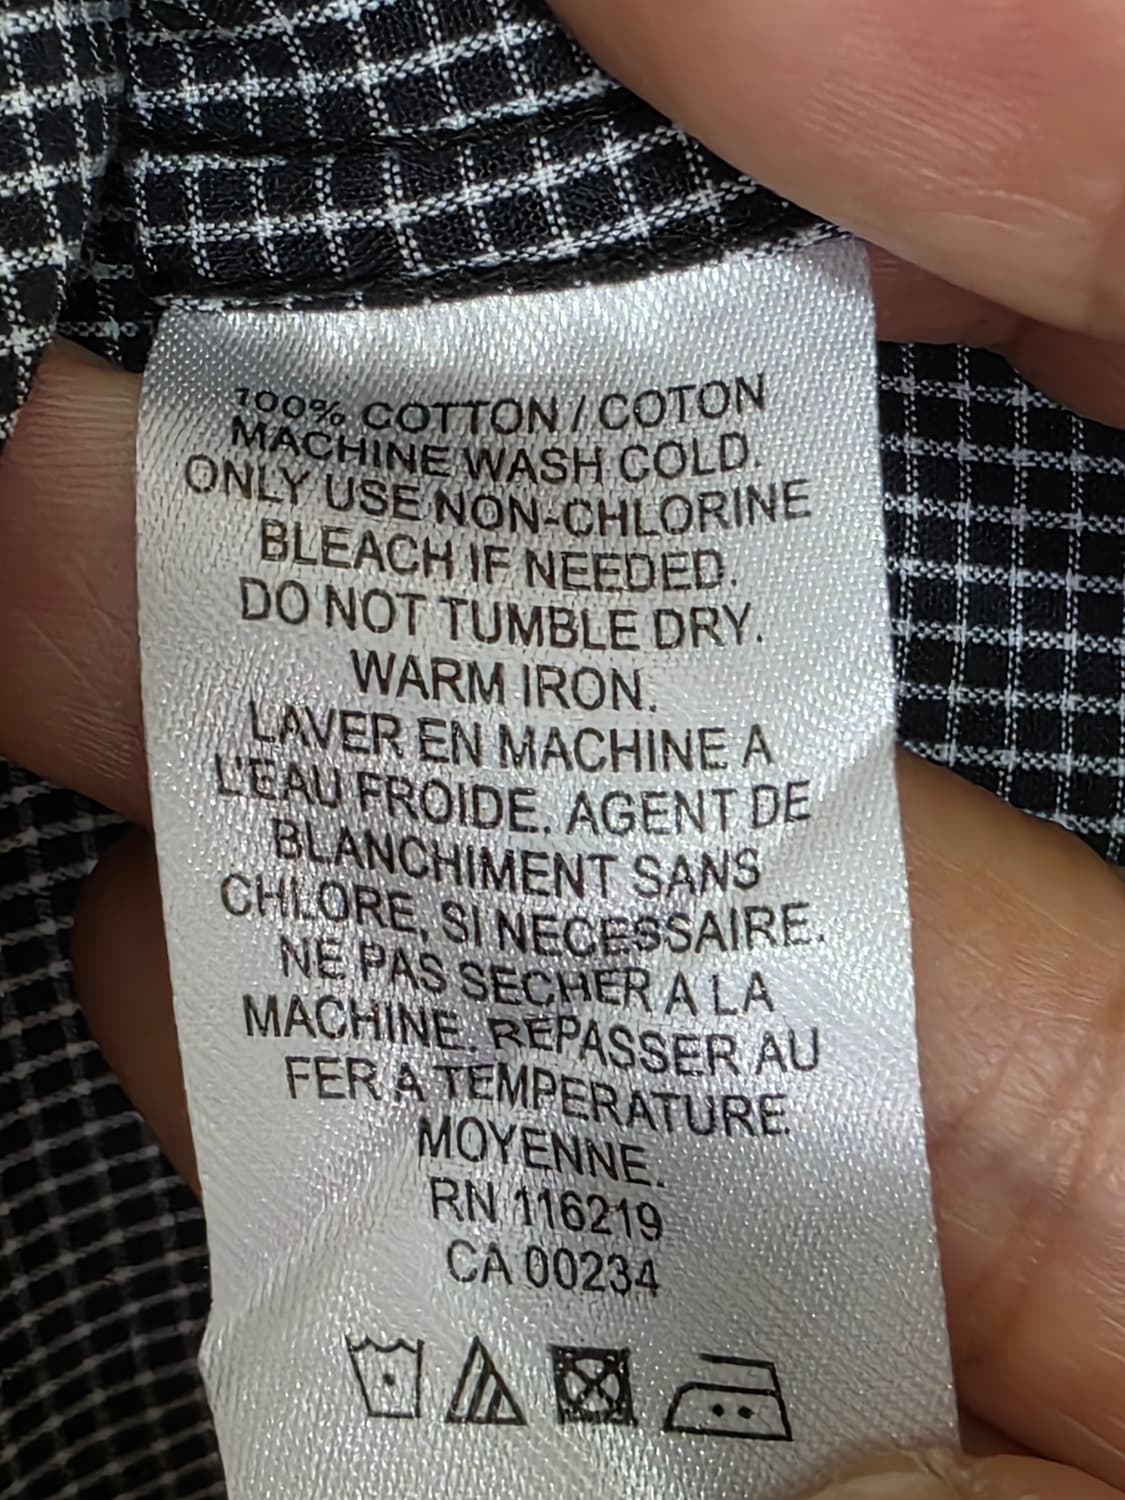 100% COTTON / COTON
MACHINE WASH COLD.
ONLY USE NON-CHLORINE
BLEACH IF NEEDED.
DO NOT TUMBLE DRY.
WARM IRON.
LAVER EN MACHINE A
L'EAU FROIDE. AGENT DE
BLANCHIMENT SANS
CHLORE, SI NECESSAIRE.
NE PAS SECHER A LA
MACHINE. REPASSER AU
FER A TEMPERATURE
MOYENNE.
RN 116219
CA 00234